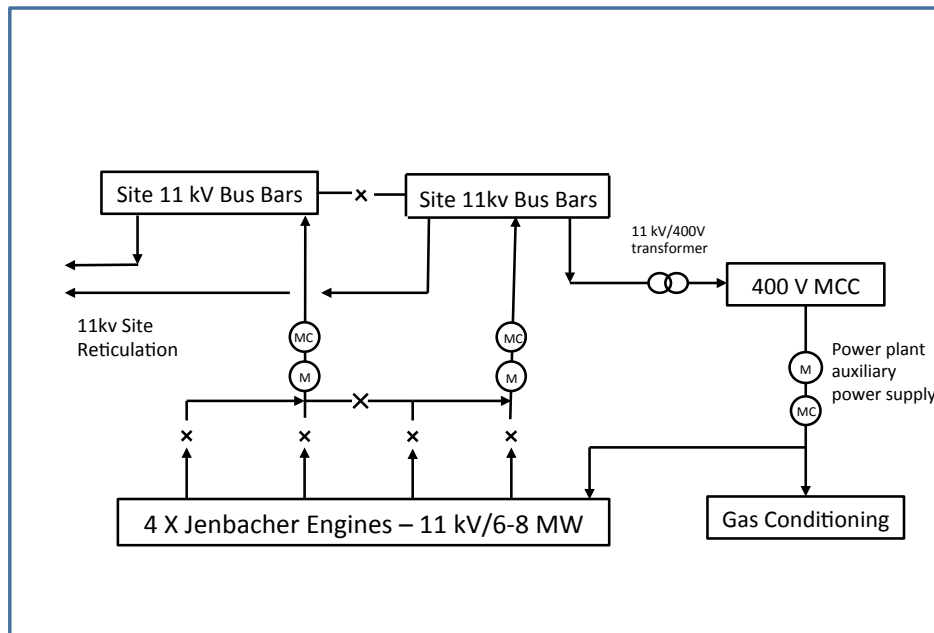 Site 11 kV Bus Bars
Site 11kv Bus Bars
11 kV/400V
transformer
400 V MCC
11kv Site
Reticulation
MC
MC
M
M
Power plant
auxiliary
power supply
M
MC
4 X Jenbacher Engines – 11 kV/6-8 MW
Gas Conditioning